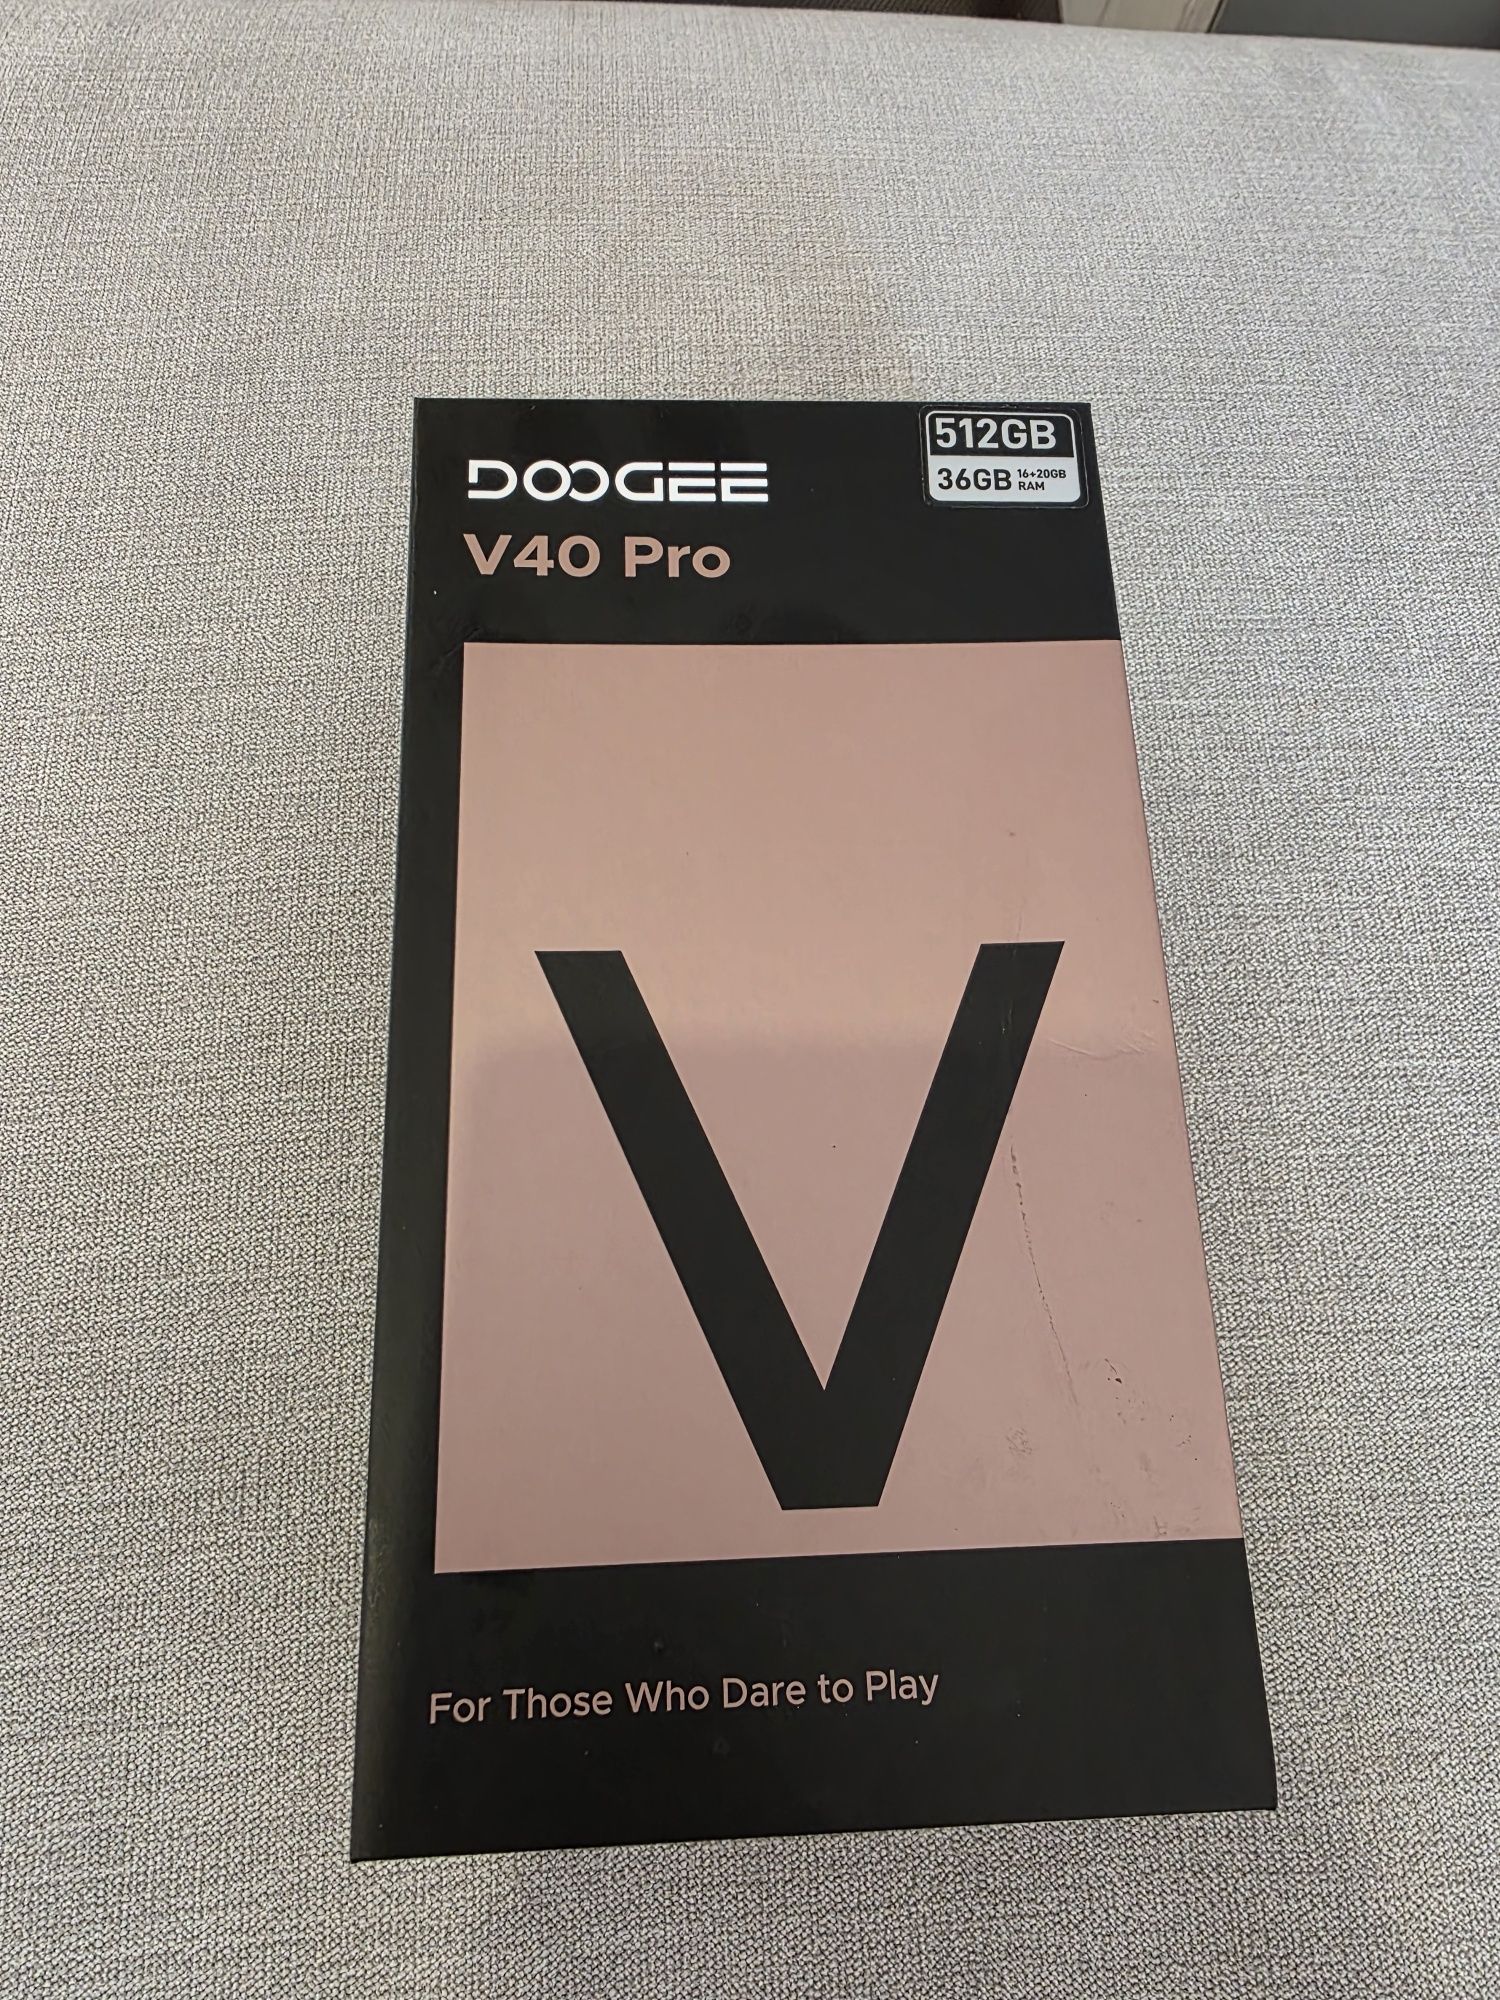 DOOGEE
V40 Pro
512GB
36GB 16+20GB
RAM
V
For Those Who Dare to Play